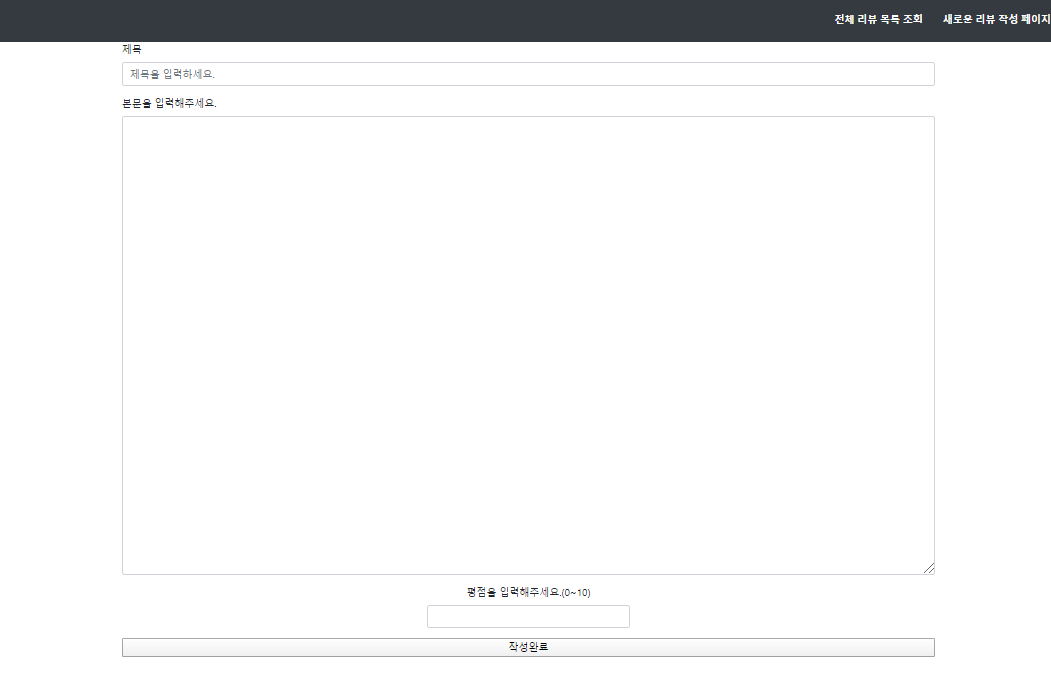 전체 리뷰 목록 조회 새로운 리뷰 작성 페이지
제목
제목을 입력하세요.
본문을 입력해주세요.
평점을 입력해주세요.(0~10)
작성완료